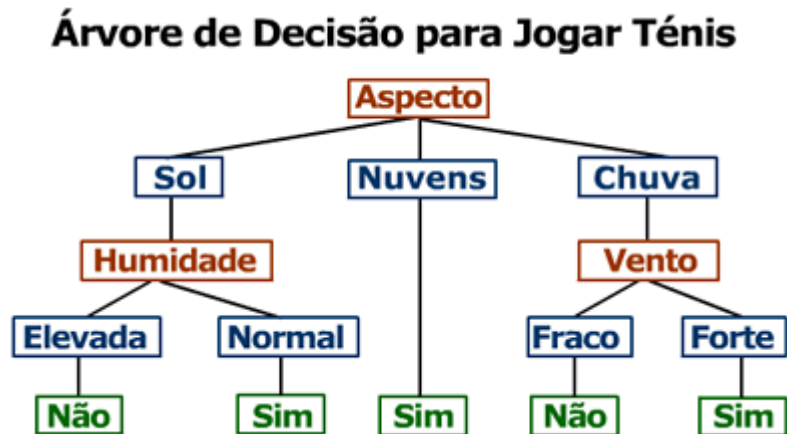 Árvore de Decisão para Jogar Ténis
Aspecto
Sol Nuvens Chuva
Humidade Vento
Elevada Normal Fraco Forte
Não Sim Sim Não Sim